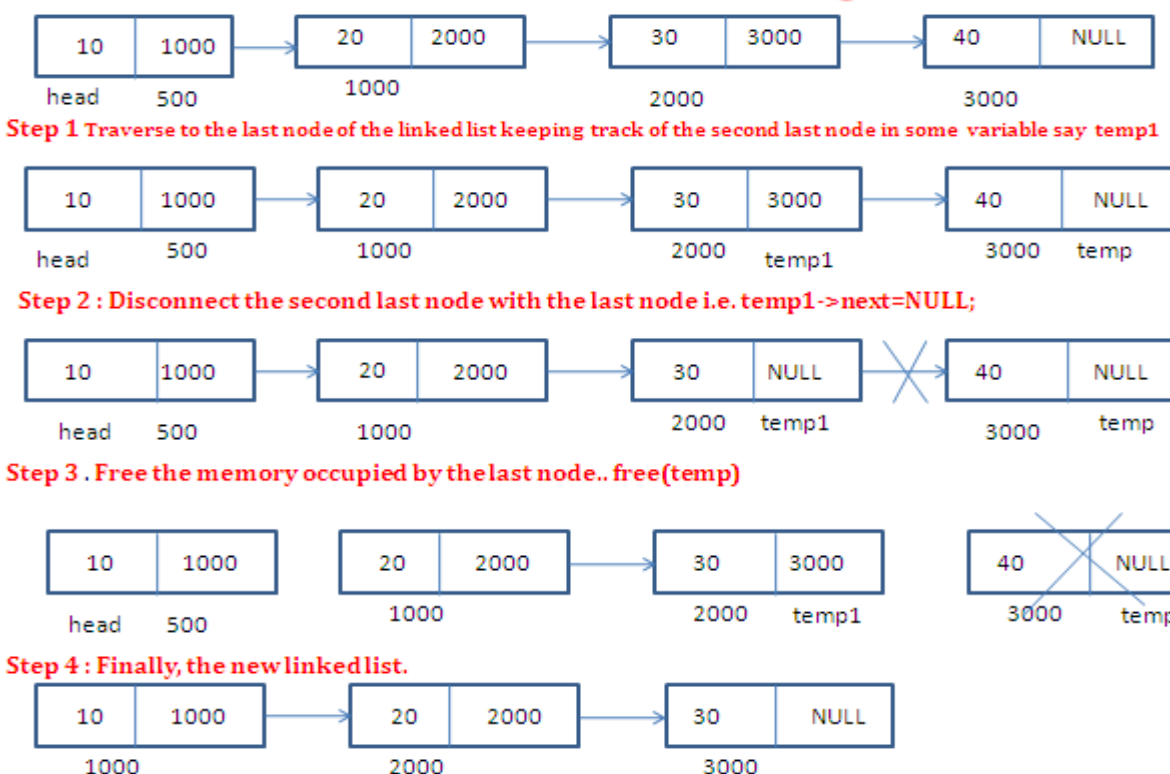 10 1000 20 2000 30 3000 40 NULL
head 500 1000 2000 3000
Step 1 Traverse to the last node of the linked list keeping track of the second last node in some variable say temp1
10 1000 20 2000 30 3000 40 NULL
head 500 1000 2000 temp1 3000 temp
Step 2 : Disconnect the second last node with the last node i.e. temp1->next=NULL;
10 1000 20 2000 30 NULL 40 NULL
head 500 1000 2000 temp1 3000 temp
Step 3 . Free the memory occupied by the last node.. free(temp)
10 1000 20 2000 30 3000 40 NULL
head 500 1000 2000 temp1 3000 temp
Step 4 : Finally, the new linked list.
10 1000 20 2000 30 NULL
1000 2000 3000